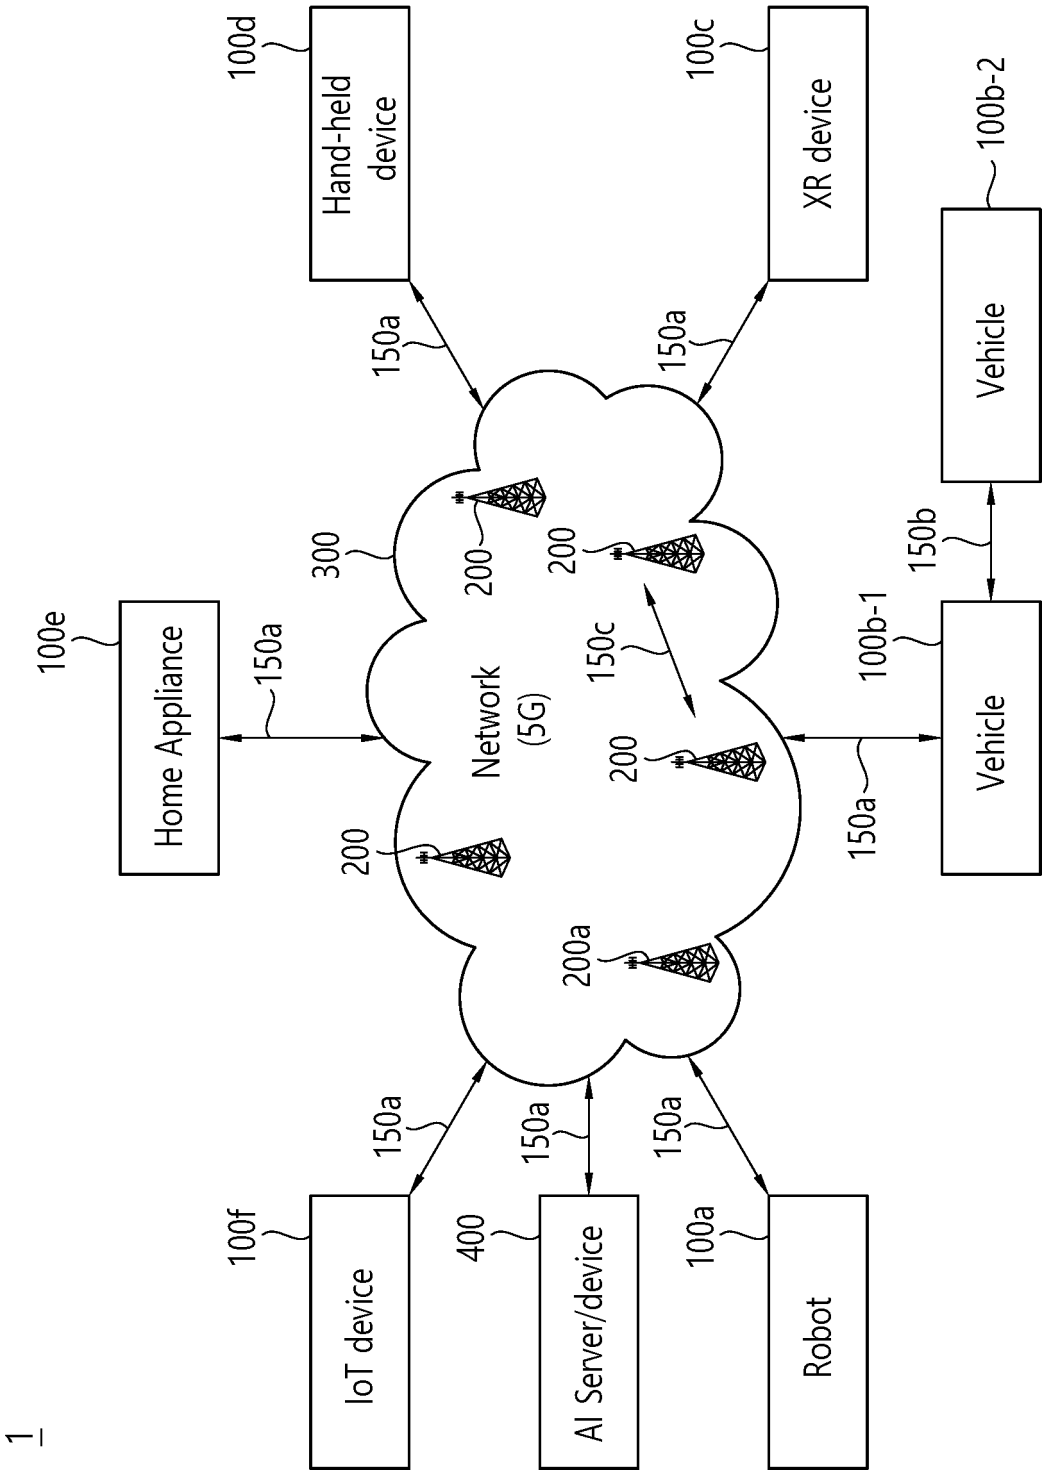 1
100e
Home Appliance
150a
100f
IoT device
150a
300
100d
Hand-held
device
150a
200
200
Network
(5G)
400
AI Server/device
150a
200a
200
150c
200
100a
Robot
150a
100c
XR device
150a
150a
100b-1
Vehicle
150b
100b-2
Vehicle